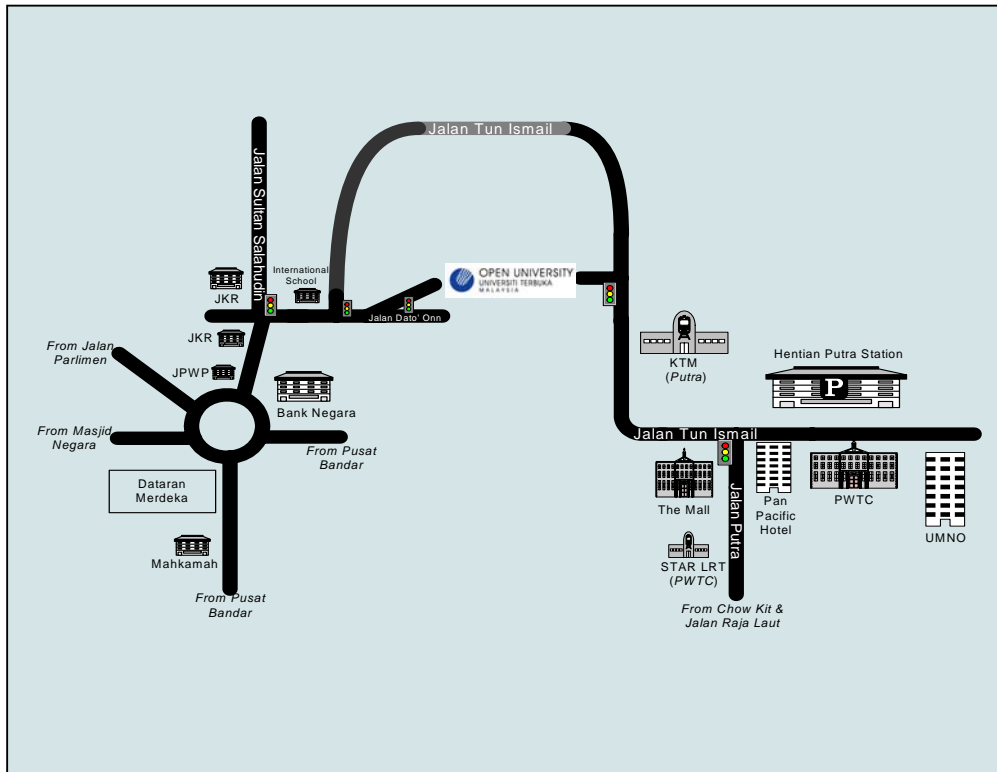 Jalan Tun Ismail
Jalan Sultan Salahudin
International
School
JKR
OPEN UNIVERSITY
UNIVERSITI TERBUKA
MALAYSIA
Jalan Dato' Onn
JKR
From Jalan
Parlimen
JPWP
Bank Negara
KTM
(Putra)
Hentian Putra Station
P
From Masjid
Negara
From Pusat
Bandar
Jalan Tun Ismail
Dataran
Merdeka
The Mall
Jalan Putra
Pan
Pacific
Hotel
PWTC
UMNO
Mahkamah
STAR LRT
(PWTC)
From Pusat
Bandar
From Chow Kit &
Jalan Raja Laut